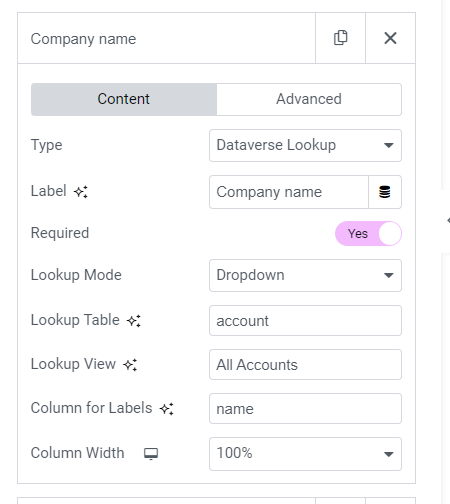 Company name
Content Advanced
Type Dataverse Lookup
Label Company name
Required Yes
Lookup Mode Dropdown
Lookup Table account
Lookup View All Accounts
Column for Labels name
Column Width 100%